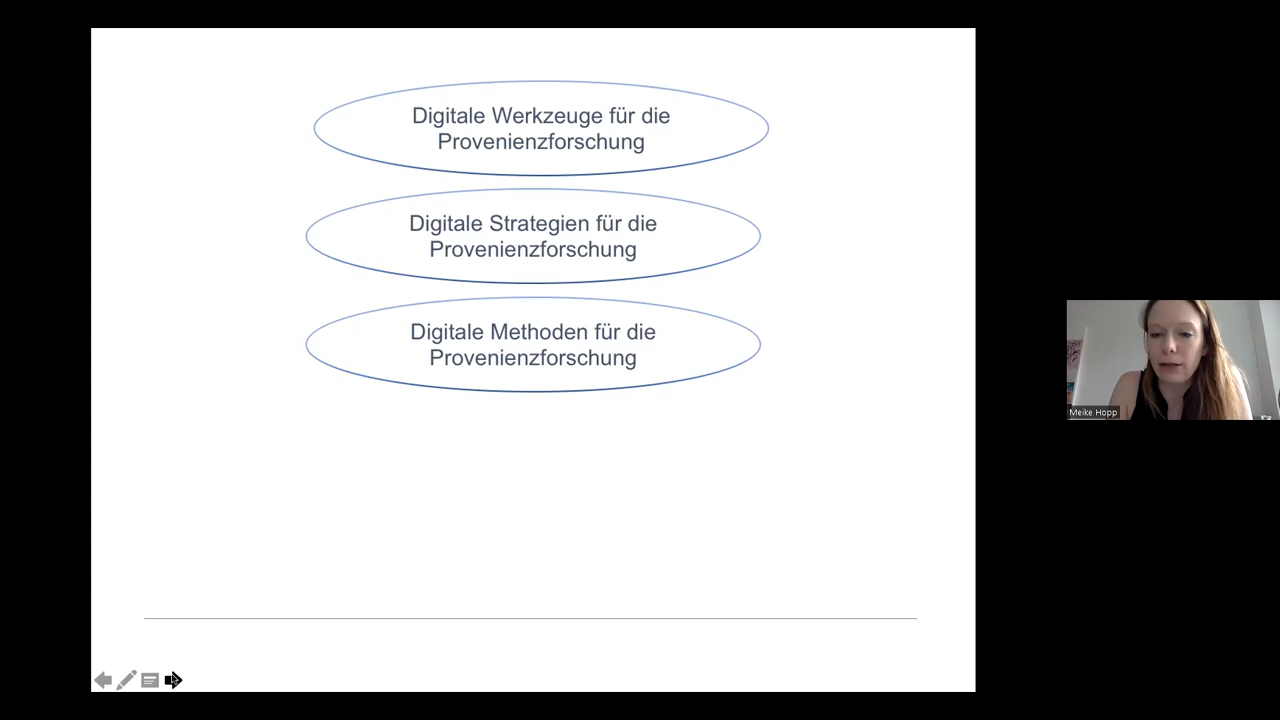 Digitale Werkzeuge für die
Provenienzforschung
Digitale Strategien für die
Provenienzforschung
Digitale Methoden für die
Provenienzforschung
Meike Hopp